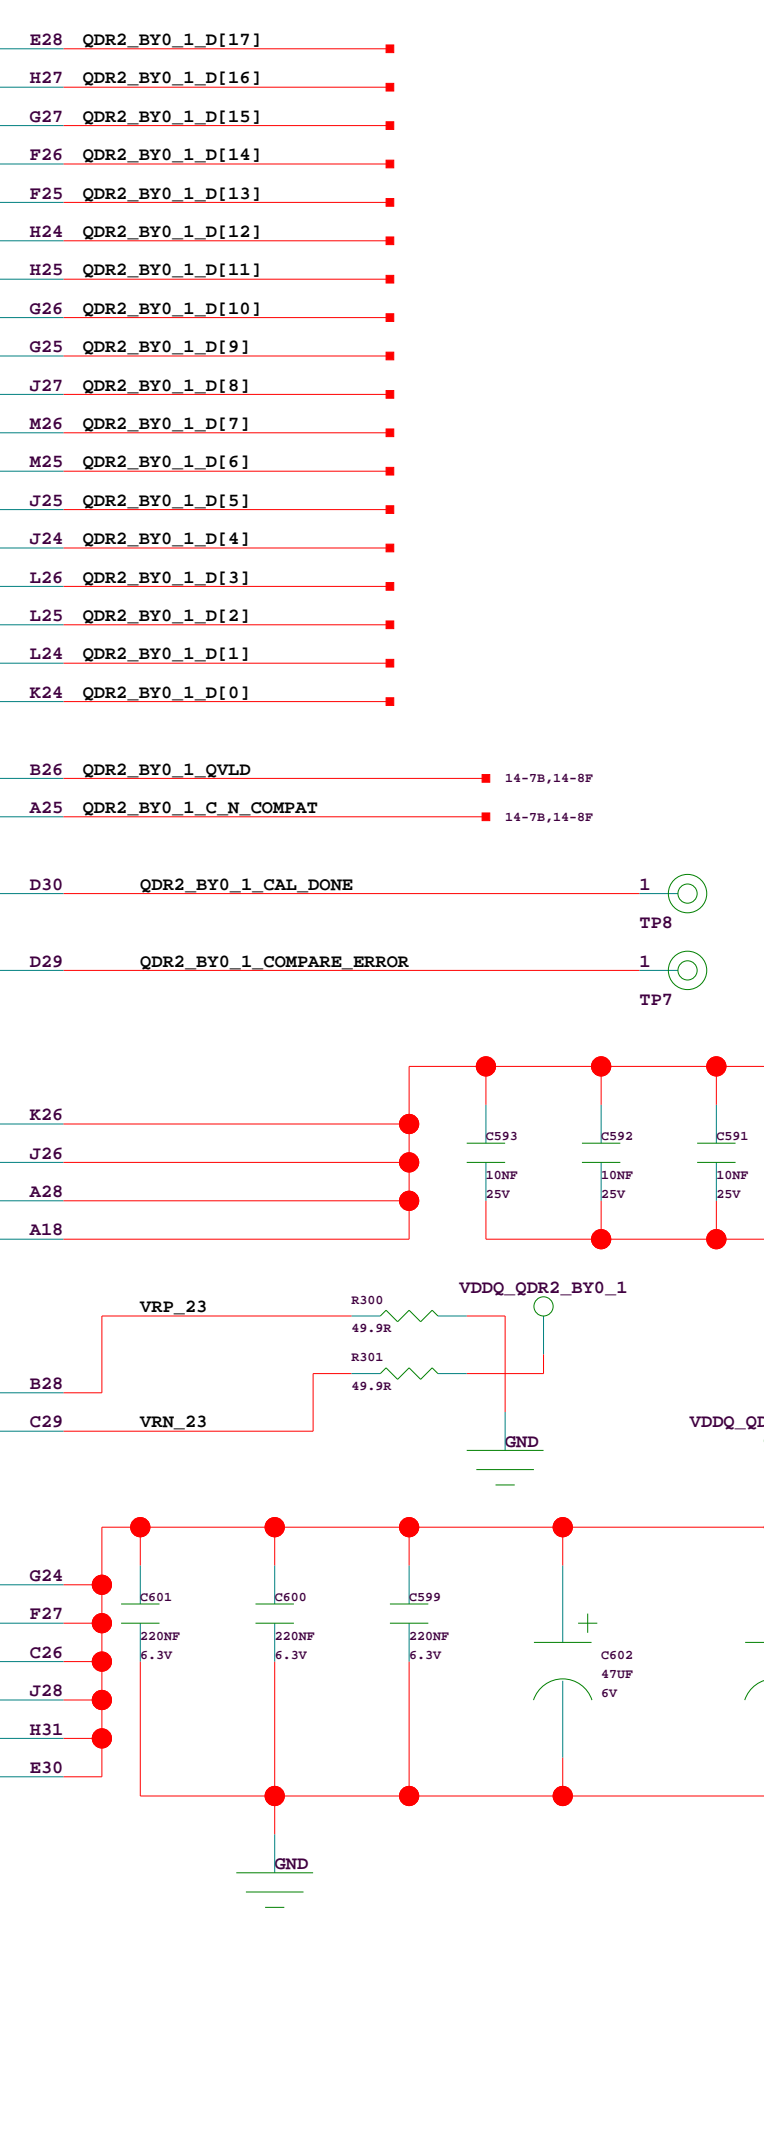 E28 QDR2_BY0_1_D[17]
H27 QDR2_BY0_1_D[16]
G27 QDR2_BY0_1_D[15]
F26 QDR2_BY0_1_D[14]
F25 QDR2_BY0_1_D[13]
H24 QDR2_BY0_1_D[12]
H25 QDR2_BY0_1_D[11]
G26 QDR2_BY0_1_D[10]
G25 QDR2_BY0_1_D[9]
J27 QDR2_BY0_1_D[8]
M26 QDR2_BY0_1_D[7]
M25 QDR2_BY0_1_D[6]
J25 QDR2_BY0_1_D[5]
J24 QDR2_BY0_1_D[4]
L26 QDR2_BY0_1_D[3]
L25 QDR2_BY0_1_D[2]
L24 QDR2_BY0_1_D[1]
K24 QDR2_BY0_1_D[0]
B26 QDR2_BY0_1_QVLD 14-7B,14-8F
A25 QDR2_BY0_1_C_N_COMPAT 14-7B,14-8F
D30 QDR2_BY0_1_CAL_DONE 1
TP8
D29 QDR2_BY0_1_COMPARE_ERROR 1
TP7
K26
C593 C592 C591
J26
10NF 10NF 10NF
A28 25V 25V 25V
A18
VDDQ_QDR2_BY0_1
VRP_23 R300
49.9R
R301
B28 49.9R
C29 VRN_23 VDDQ_QD
GND
G24
C601 C600 C599
F27
220NF 220NF 220NF
C26 6.3V 6.3V 6.3V C602
47UF
J28 6V
H31
E30
GND